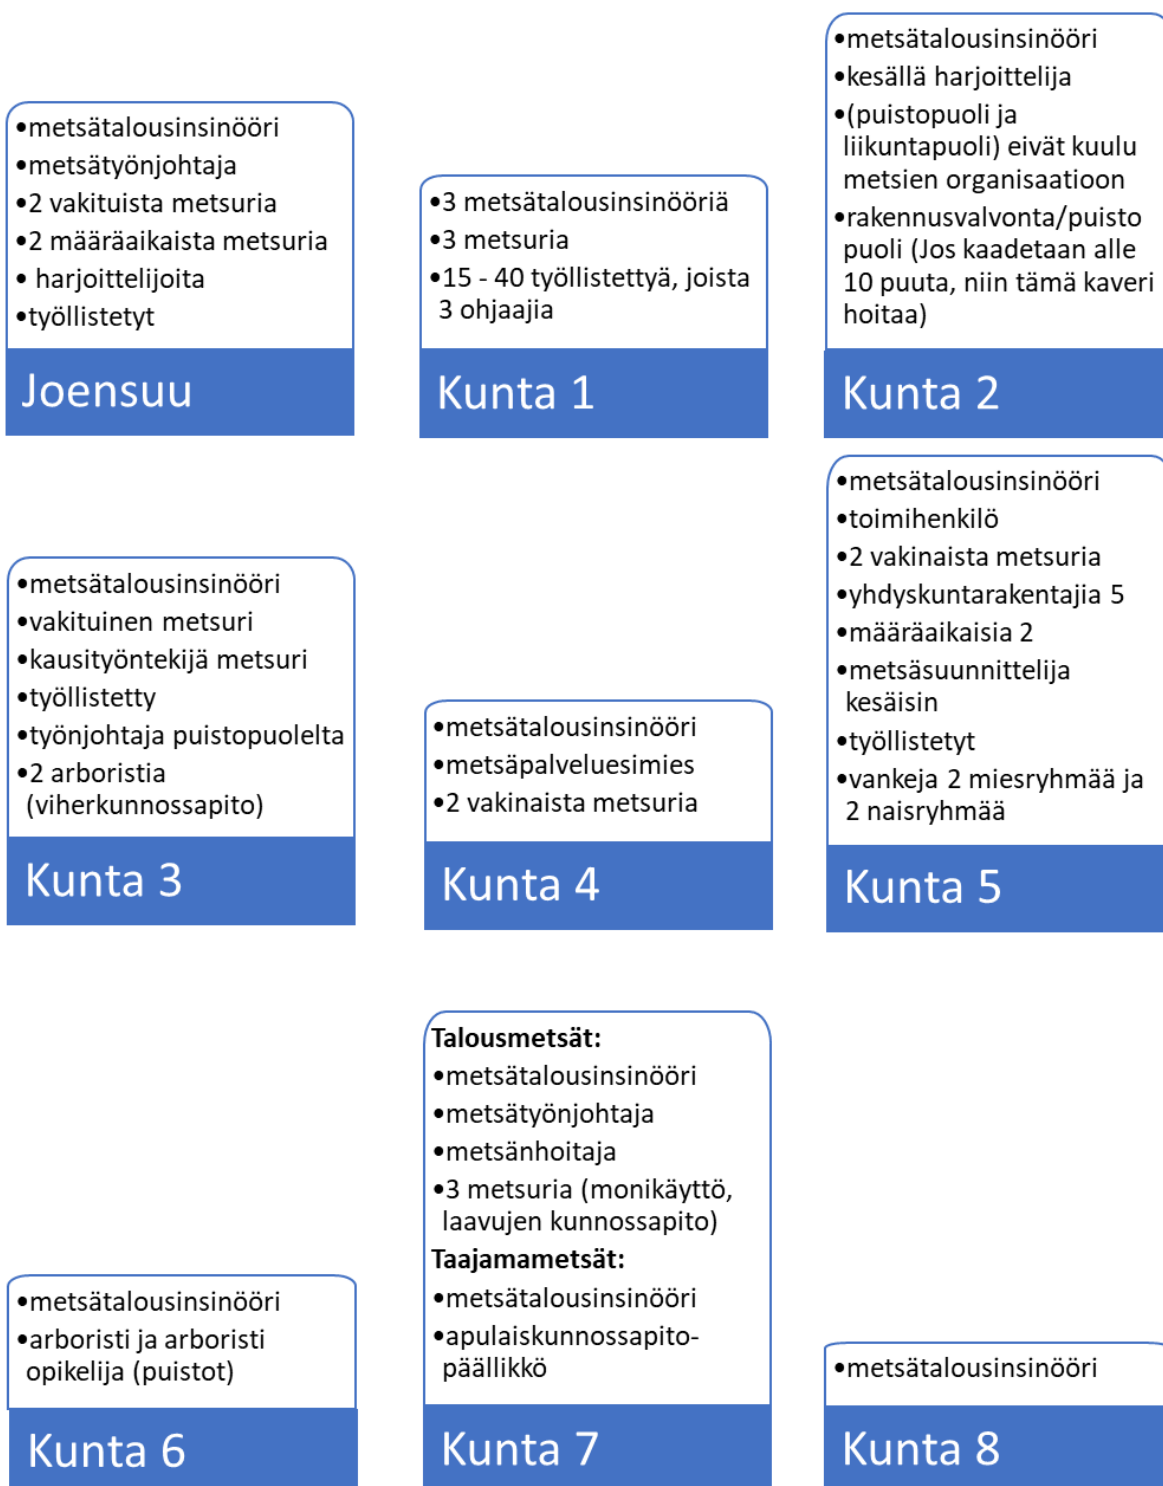 •metsätalousinsinööri
•metsätyönjohtaja
•2 vakituista metsuria
•2 määräaikaista metsuria
• harjoittelijoita
•työllistetyt
Joensuu
•3 metsätalousinsinööriä
•3 metsuria
•15 - 40 työllistettyä, joista
3 ohjaajia
Kunta 1
•metsätalousinsinööri
•kesällä harjoittelija
•(puistopuoli ja
liikuntapuoli) eivät kuulu
metsien organisaatioon
•rakennusvalvonta/puisto
puoli (Jos kaadetaan alle
10 puuta, niin tämä kaveri
hoitaa)
Kunta 2
•metsätalousinsinööri
•vakituinen metsuri
•kausityöntekijä metsuri
•työllistetty
•työnjohtaja puistopuolelta
•2 arboristia
(viherkunnossapito)
Kunta 3
•metsätalousinsinööri
•metsäpalveluesimies
•2 vakinaista metsuria
Kunta 4
•metsätalousinsinööri
•toimihenkilö
•2 vakinaista metsuria
•yhdyskuntarakentajia 5
•määräaikaisia 2
•metsäsuunnittelija
kesäisin
•työllistetyt
•vankeja 2 miesryhmää ja
2 naisryhmää
Kunta 5
•metsätalousinsinööri
•arboristi ja arboristi
opikelija (puistot)
Kunta 6
Talousmetsät:
•metsätalousinsinööri
•metsätyönjohtaja
•metsänhoitaja
•3 metsuria (monikäyttö,
laavujen kunnossapito)
Taajamametsät:
•metsätalousinsinööri
•apulaiskunnossapito-
päällikkö
Kunta 7
•metsätalousinsinööri
Kunta 8